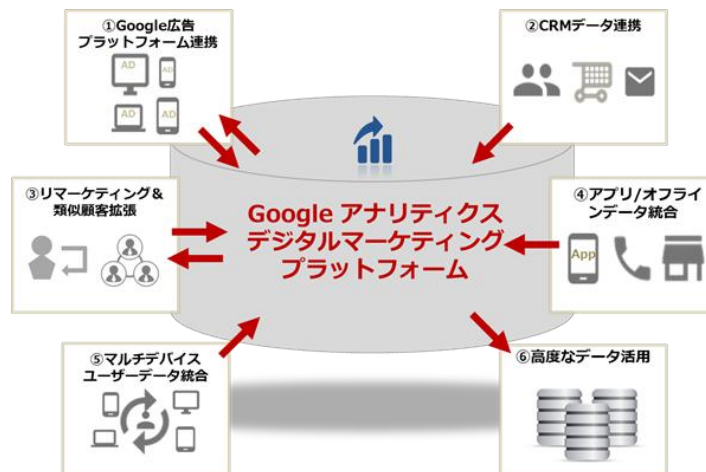 ①Google広告
プラットフォーム連携
AD
AD
AD
AD
②CRMデータ連携
③リマーケティング＆
類似顧客拡張
Google アナリティクス
デジタルマーケティング
プラットフォーム
④アプリ/オフライ
ンデータ統合
App
⑤マルチデバイス
ユーザーデータ統合
⑥高度なデータ活用